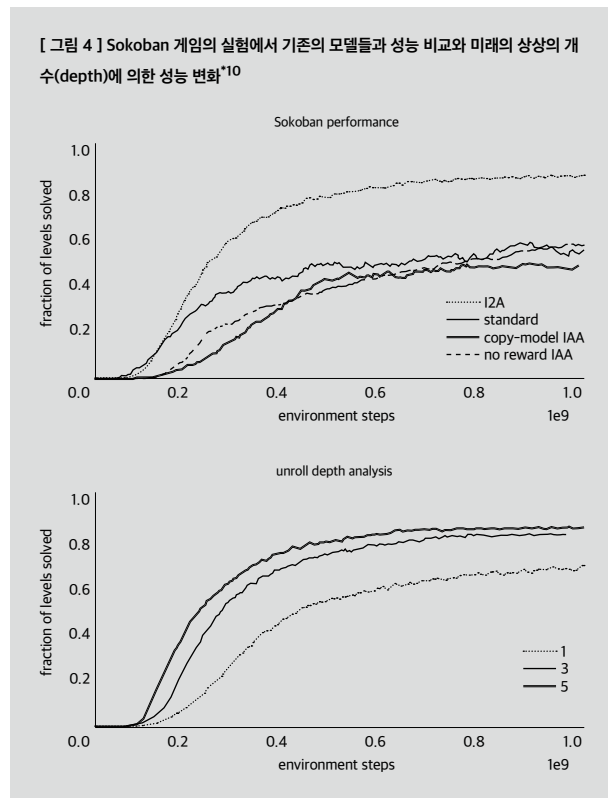 [ 그림 4 ] Sokoban 게임의 실험에서 기존의 모델들과 성능 비교와 미래의 상상의 개
수(depth)에 의한 성능 변화*10
Sokoban performance
1.0
0.8
0.6
0.4
0.2
fraction of levels solved
I2A
standard
copy-model IAA
no reward IAA
0.0 0.2 0.4 0.6 0.8 1.0
environment steps
1e9
unroll depth analysis
1.0
0.8
0.6
0.4
0.2
fraction of levels solved
1
3
5
0.0 0.2 0.4 0.6 0.8 1.0
environment steps
1e9